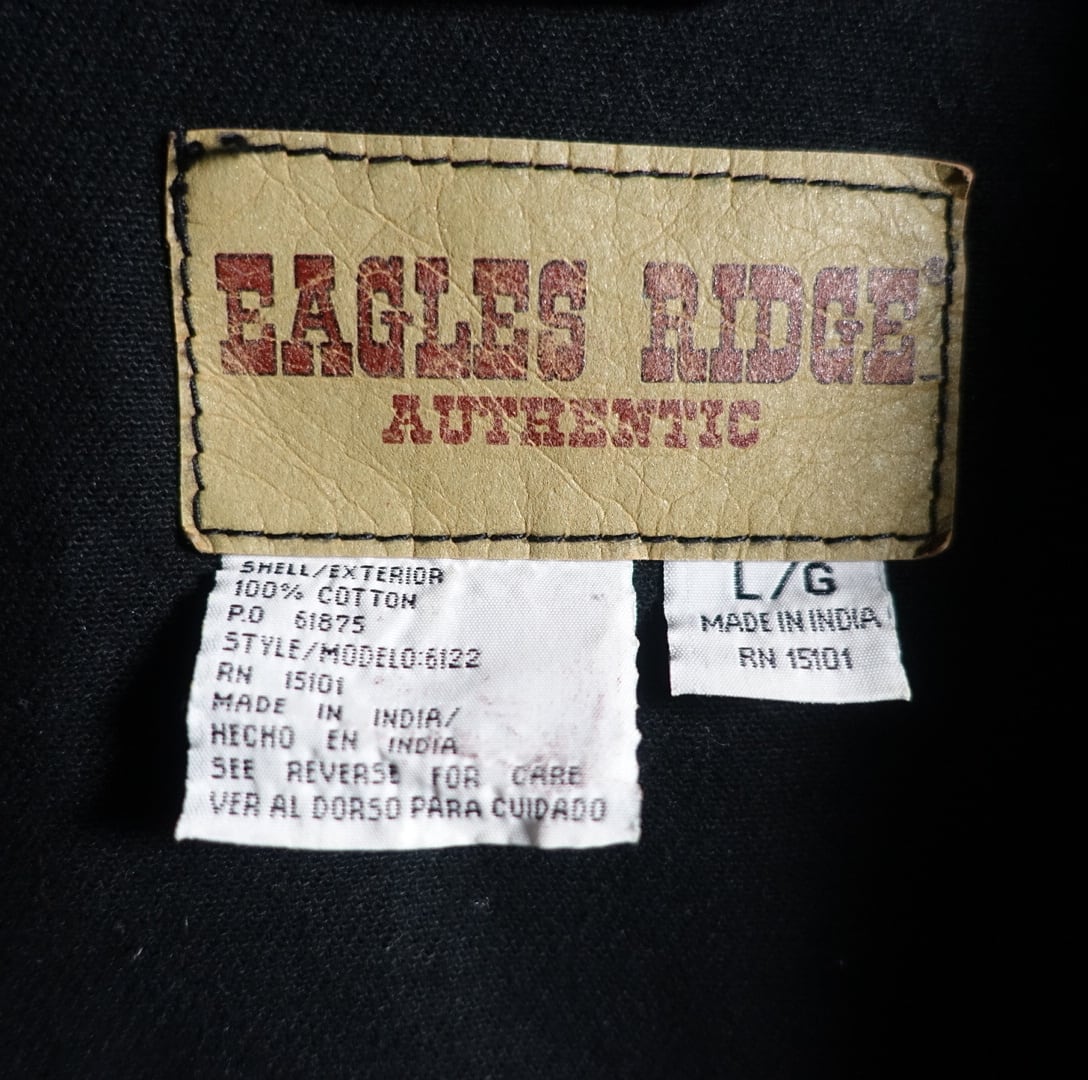 EAGLES RIDGE®
AUTHENTIC
SHELL/EXTERIOR
100% COTTON
P.O 61875
STYLE/MODELO:6122
RN 15101
MADE IN INDIA/
HECHO EN INDIA
SEE REVERSE FOR CARE
VER AL DORSO PARA CUIDADO
L/G
MADE IN INDIA
RN 15101